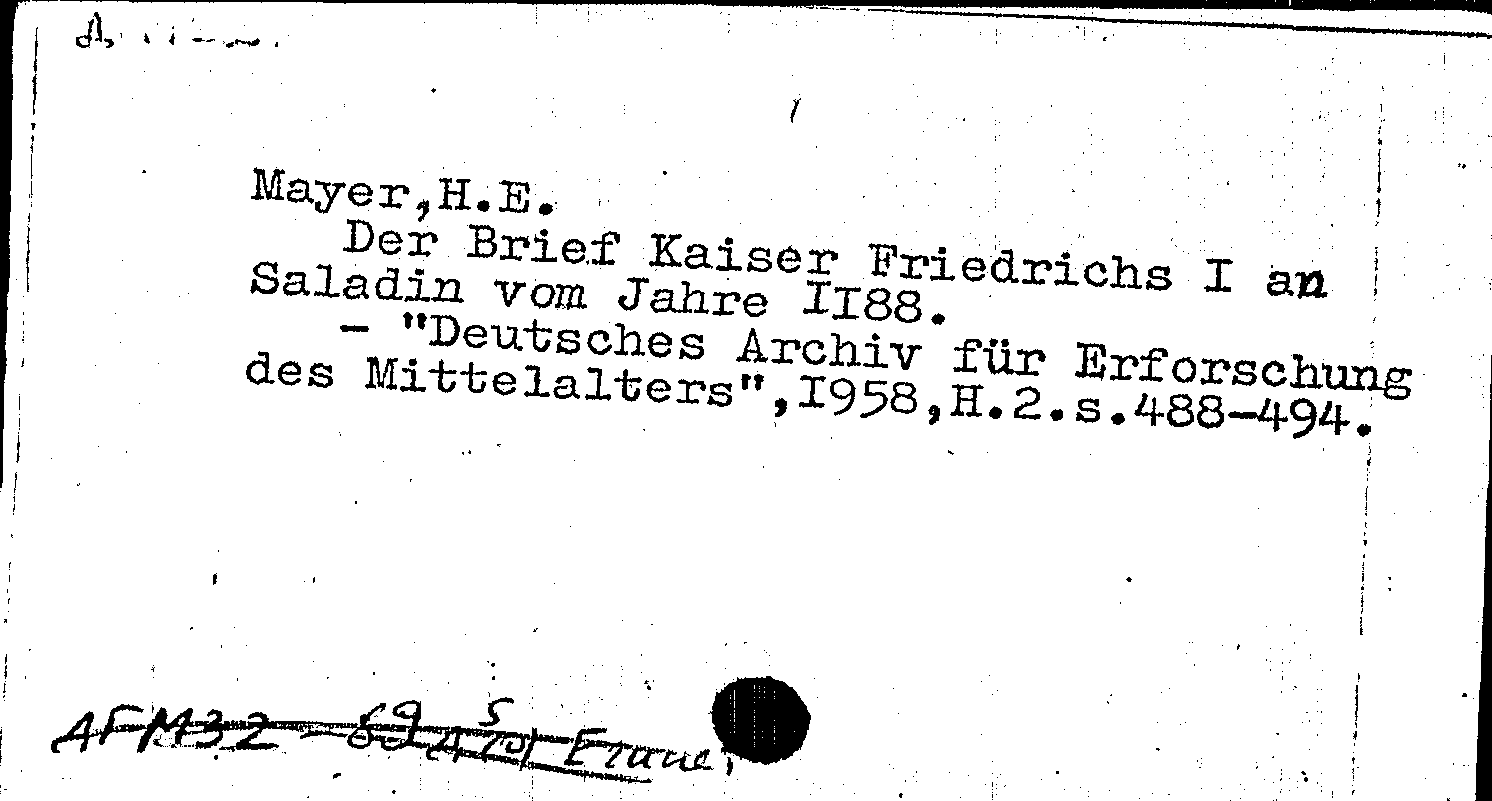 Mayer,H.E.
Der Brief Kaiser Friedrichs I an
Saladin vom Jahre II88.
- "Deutsches Archiv für Erforschung
des Mittelalters",I958,H.2.s.488-494.
AFM32